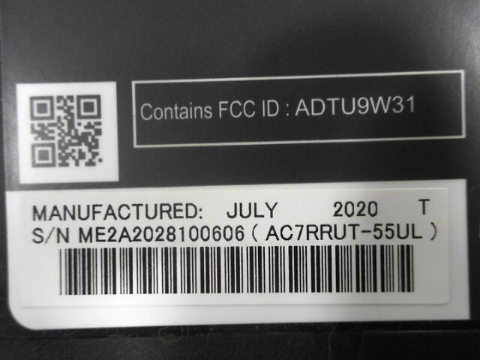 Contains FCC ID : ADTU9W31
MANUFACTURED: JULY 2020 T
S/N ME2A2028100606 ( AC7RRUT-55UL )